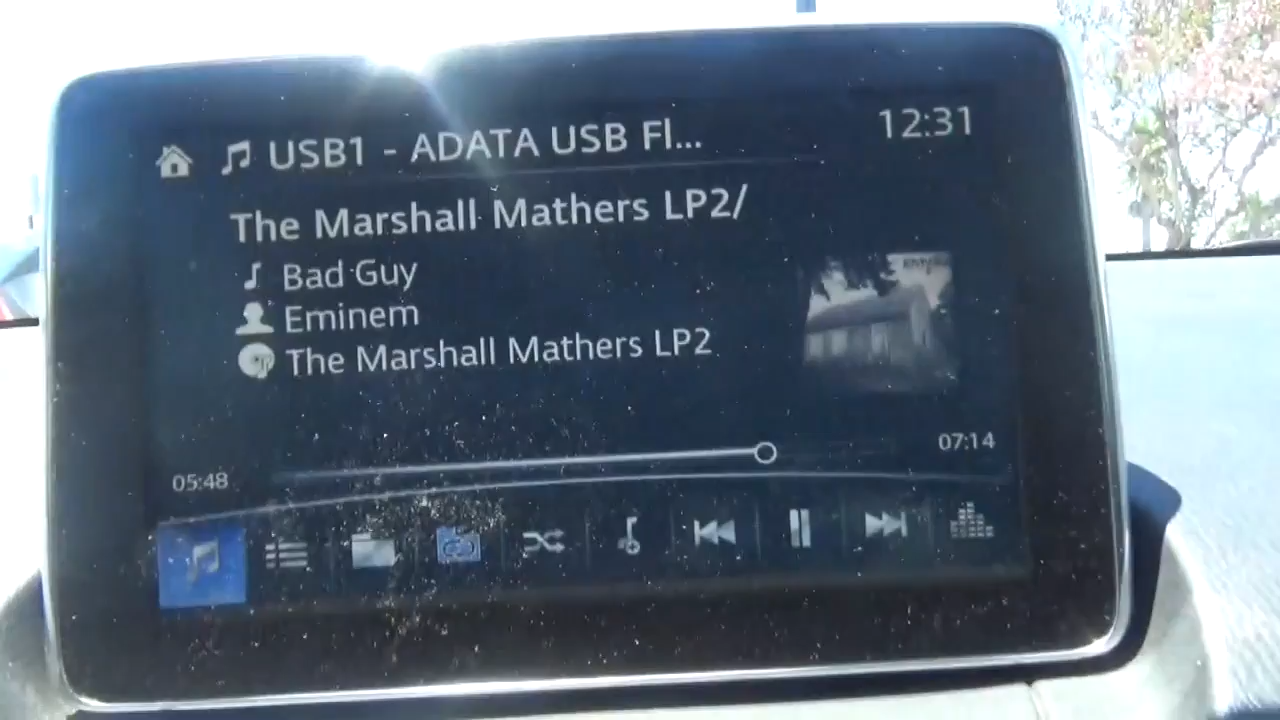 USB1 - ADATA USB Fl...
12:31
The Marshall Mathers LP2/
Bad Guy
Eminem
The Marshall Mathers LP2
05:48
07:14